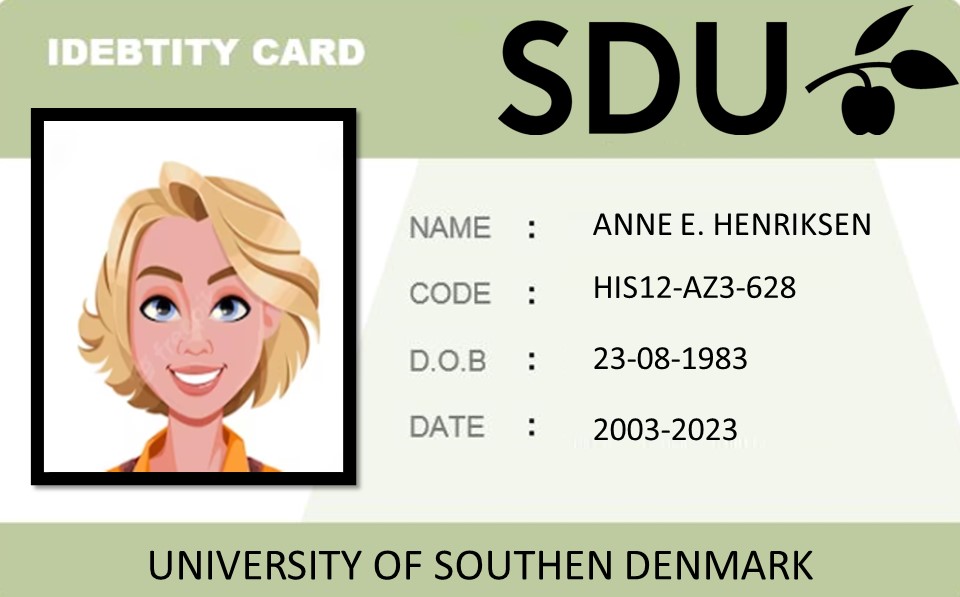 IDEBTITY CARD
SDU
NAME : ANNE E. HENRIKSEN
CODE : HIS12-AZ3-628
D.O.B : 23-08-1983
DATE : 2003-2023
UNIVERSITY OF SOUTHEN DENMARK